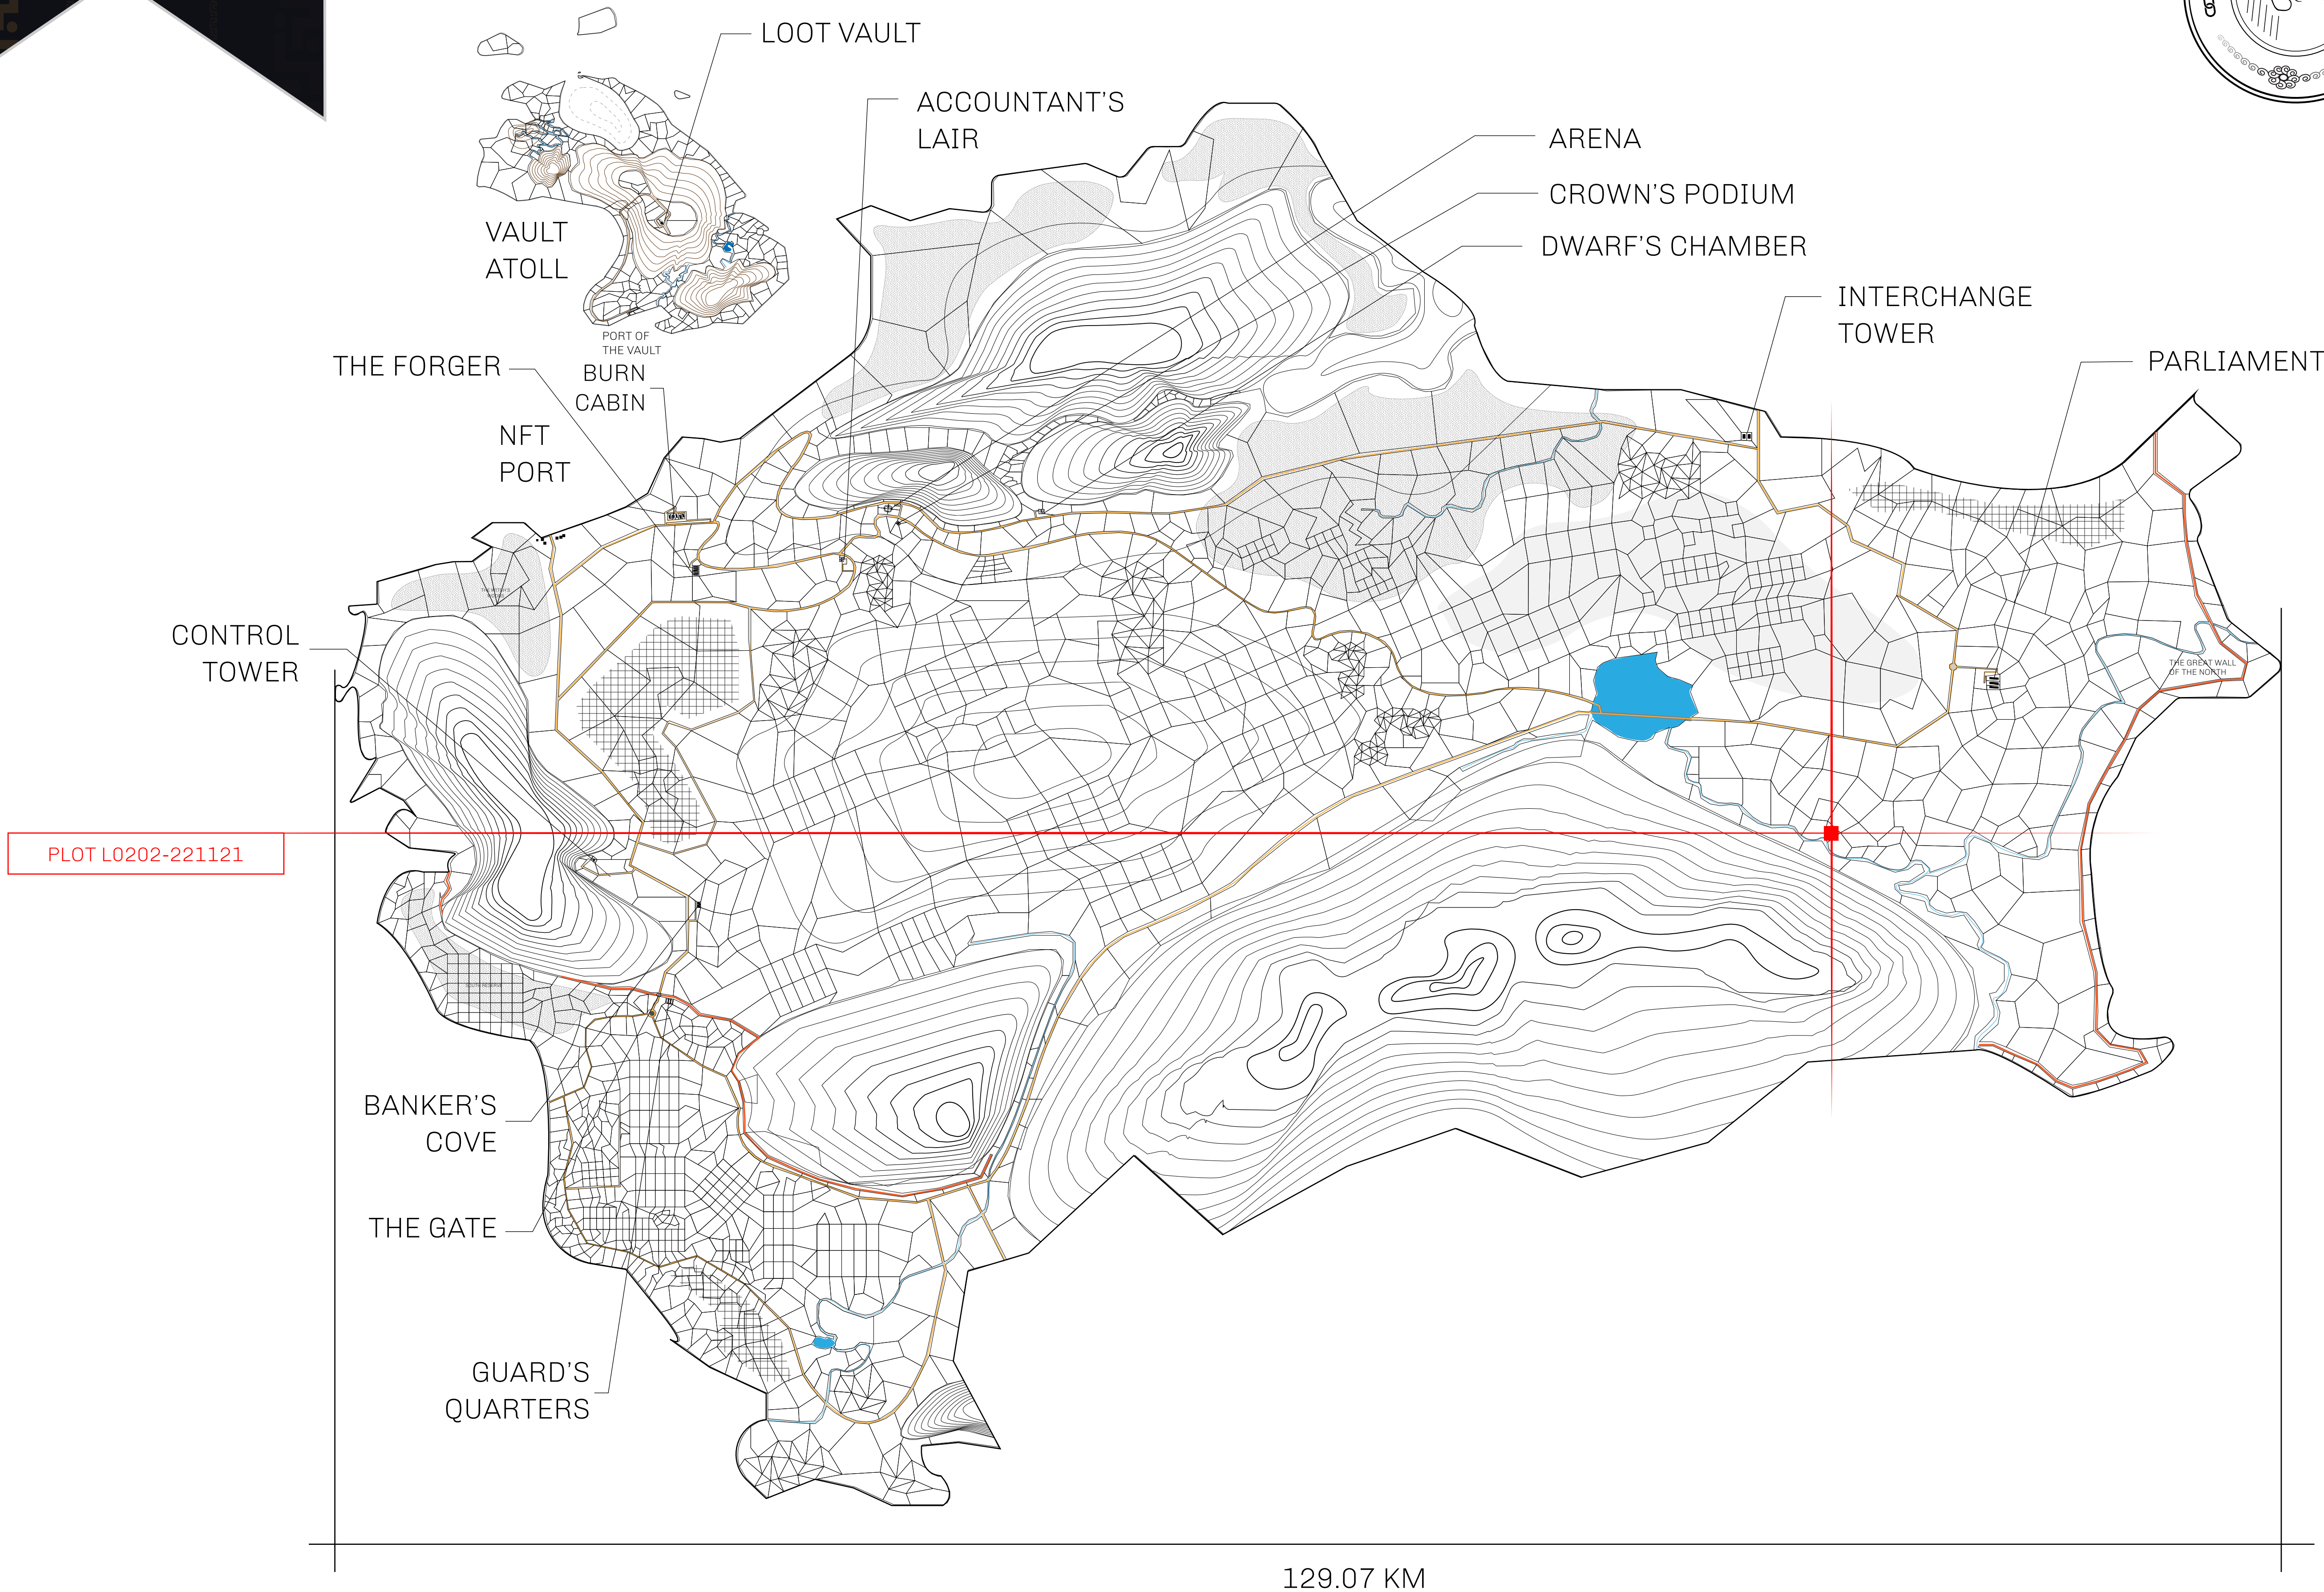 LOOT VAULT
ACCOUNTANT'S
LAIR
ARENA
CROWN'S PODIUM
DWARF'S CHAMBER
VAULT
ATOLL
INTERCHANGE
TOWER
PORT OF
THE VAULT
PARLIAMENT
THE FORGER
BURN
CABIN
NFT
PORT
CONTROL
TOWER
THE GREAT WALL
OF THE NORTH
PLOT L0202-221121
SOUTH RESERVE
BANKER'S
COVE
THE GATE
GUARD'S
QUARTERS
129.07 KM